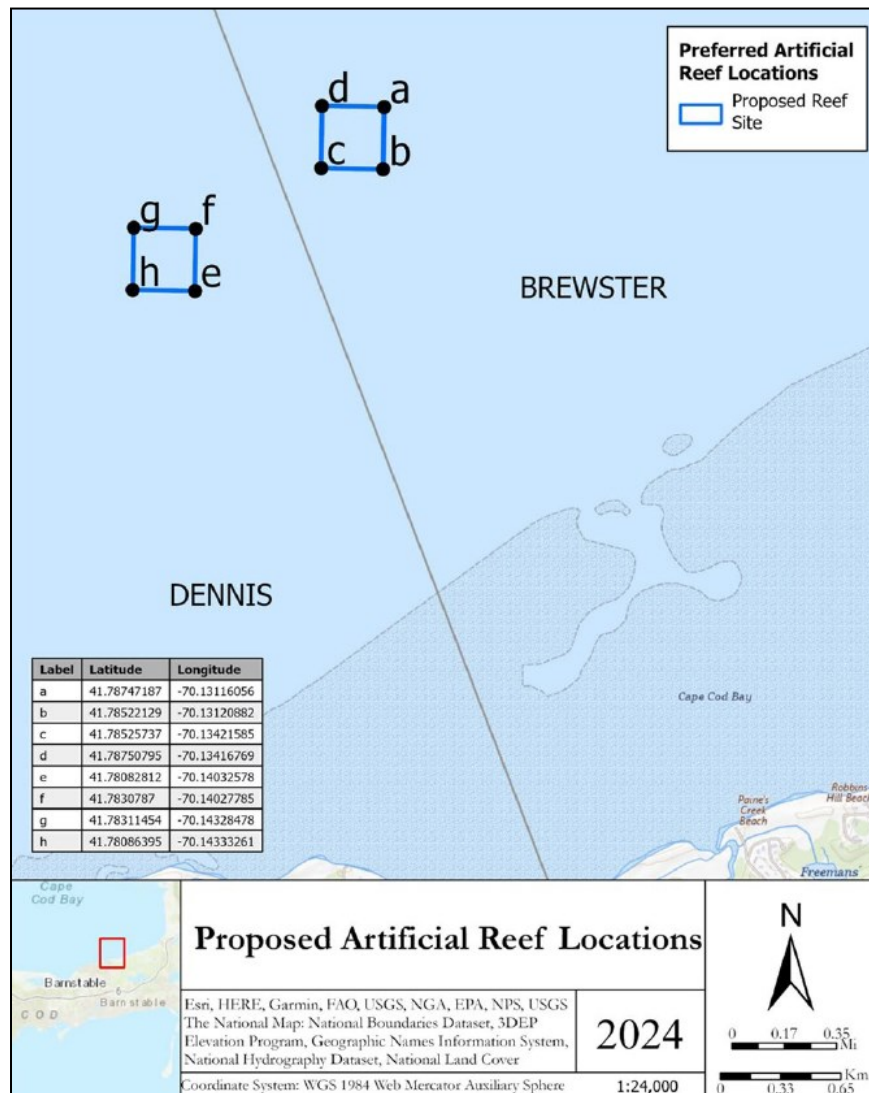 Preferred Artificial
Reef Locations
Proposed Reef
Site
d
a
c
b
g
f
h
e
BREWSTER
DENNIS
Label Latitude Longitude
a 41.78747187 -70.13116056
b 41.78522129 -70.13120882
c 41.78525737 -70.13421585
d 41.78750795 -70.13416769
e 41.78082812 -70.14032578
f 41.7830787 -70.14027785
g 41.78311454 -70.14328478
h 41.78086395 -70.14333261
Cape Cod Bay
Robbins
Hill Beach
Paine's
Creek
Beach
Freemans'
Cape
Cod Bay
Barnstable
6
Barnstable
C O D
Proposed Artificial Reef Locations
Esri, HERE, Garmin, FAO, USGS, NGA, EPA, NPS, USGS
The National Map: National Boundaries Dataset, 3DEP
Elevation Program, Geographic Names Information System,
National Hydrography Dataset, National Land Cover
2024
Coordinate System: WGS 1984 Web Mercator Auxiliary Sphere
1:24,000
N
0 0.17 0.35
Mi
Km
0 0.33 0.65